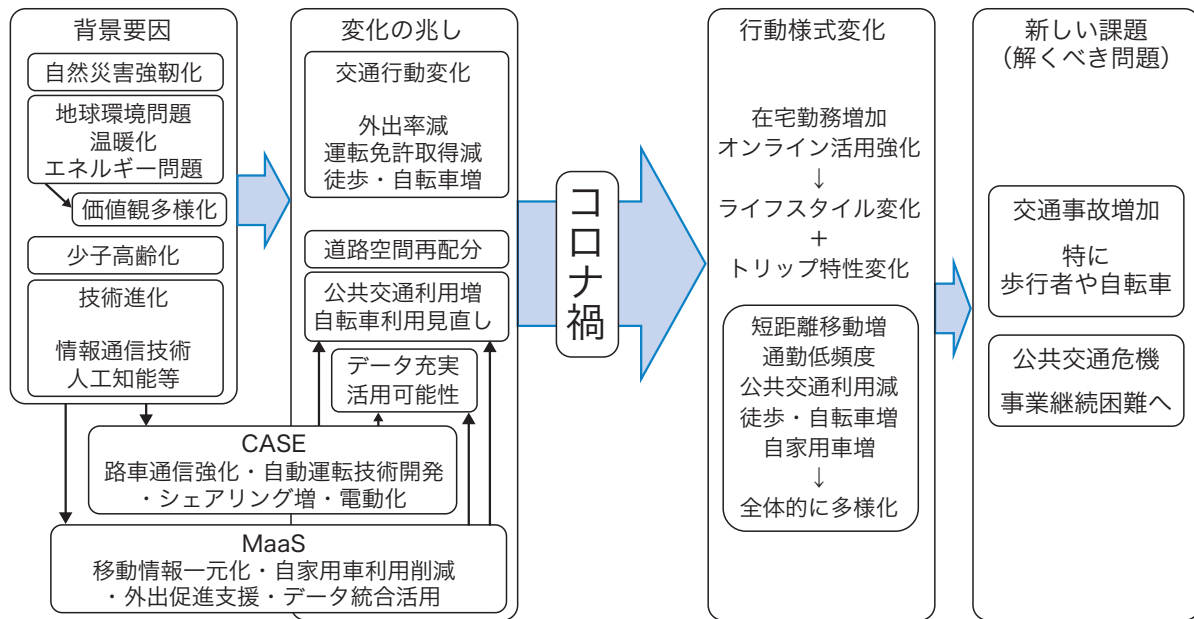 背景要因
自然災害強靭化
地球環境問題
温暖化
エネルギー問題
価値観多様化
少子高齢化
技術進化
情報通信技術
人工知能等
変化の兆し
交通行動変化
外出率減
運転免許取得減
徒歩・自転車増
道路空間再配分
公共交通利用増
自転車利用見直し
データ充実
活用可能性
CASE
路車通信強化・自動運転技術開発
・シェアリング増・電動化
MaaS
移動情報一元化・自家用車利用削減
・外出促進支援・データ統合活用
コロナ禍
行動様式変化
在宅勤務増加
オンライン活用強化
↓
ライフスタイル変化
+
トリップ特性変化
短距離移動増
通勤低頻度
公共交通利用減
徒歩・自転車増
自家用車増
↓
全体的に多様化
新しい課題
（解くべき問題）
交通事故増加
特に
歩行者や自転車
公共交通危機
事業継続困難へ